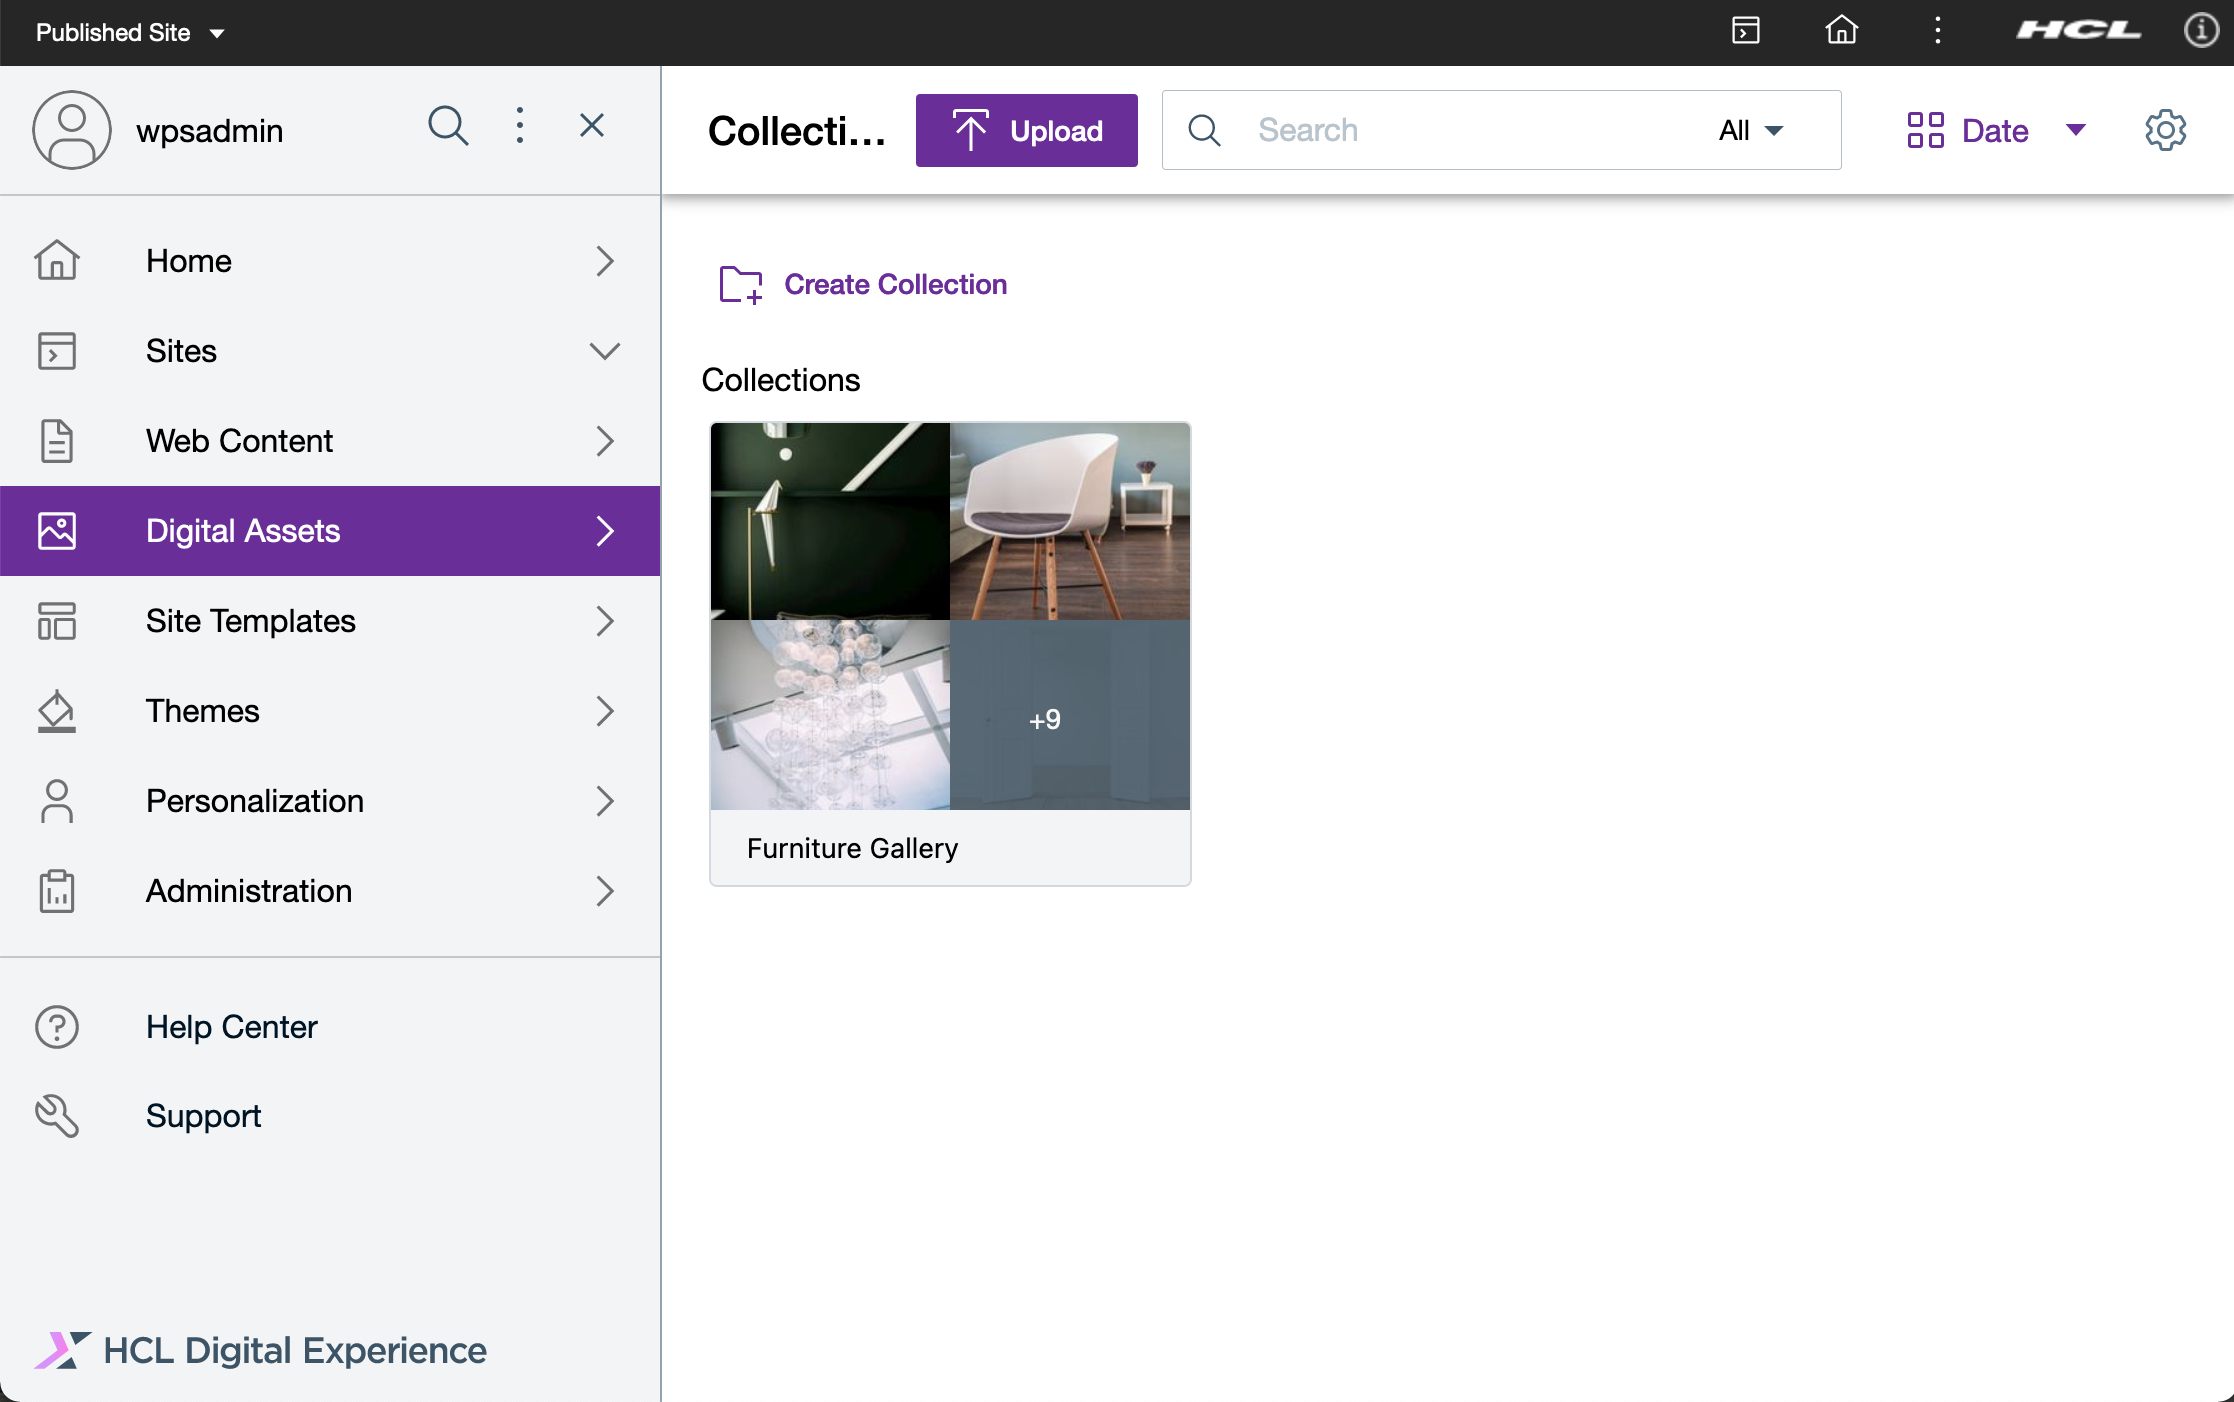 Published Site
HCL
wpsadmin
Collecti...
Upload
Search
All
Date
Home
Sites
Web Content
Digital Assets
Site Templates
Themes
Personalization
Administration
Help Center
Support
HCL Digital Experience
Create Collection
Collections
+9
Furniture Gallery